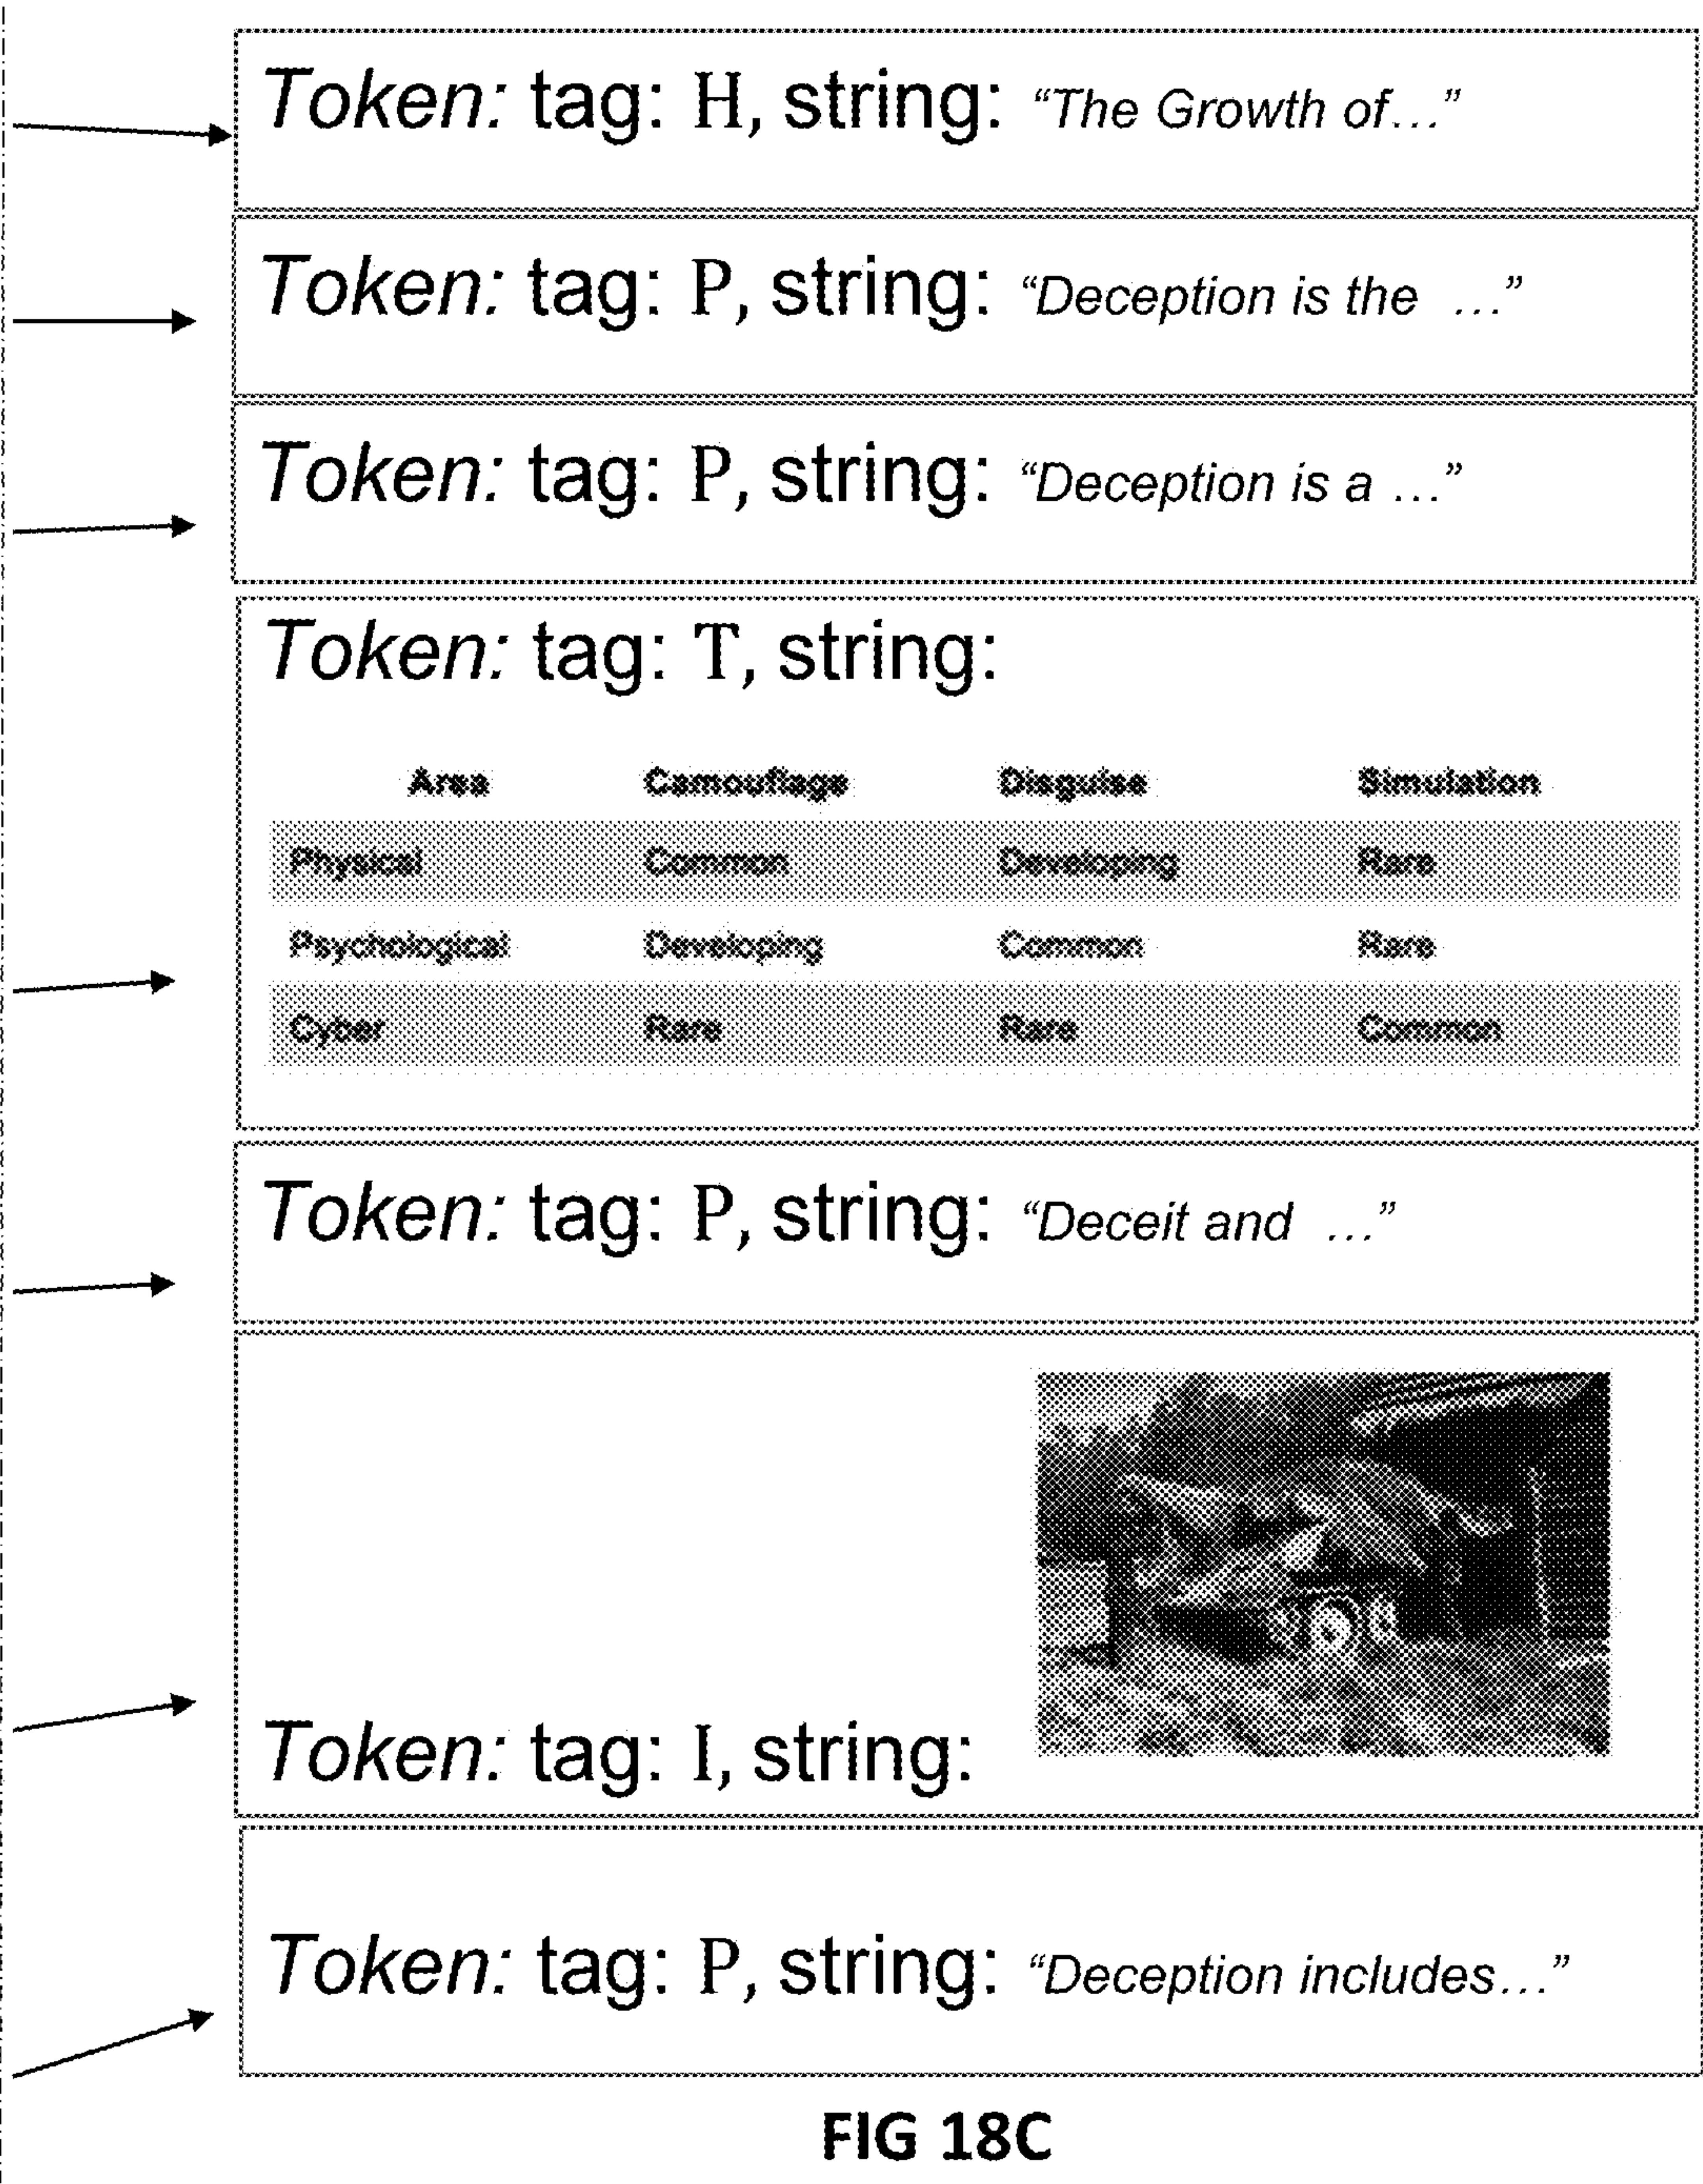 Token: tag: H, string: “The Growth of…”
Token: tag: P, string: “Deception is the …”
Token: tag: P, string: “Deception is a …”
Token: tag: T, string:
Area Camouflage Disguise Simulation
Physical Common Developing Rare
Psychological Developing Common Rare
Cyber Rare Rare Common
Token: tag: P, string: “Deceit and …”
Token: tag: I, string:
Token: tag: P, string: “Deception includes…”
FIG 18C